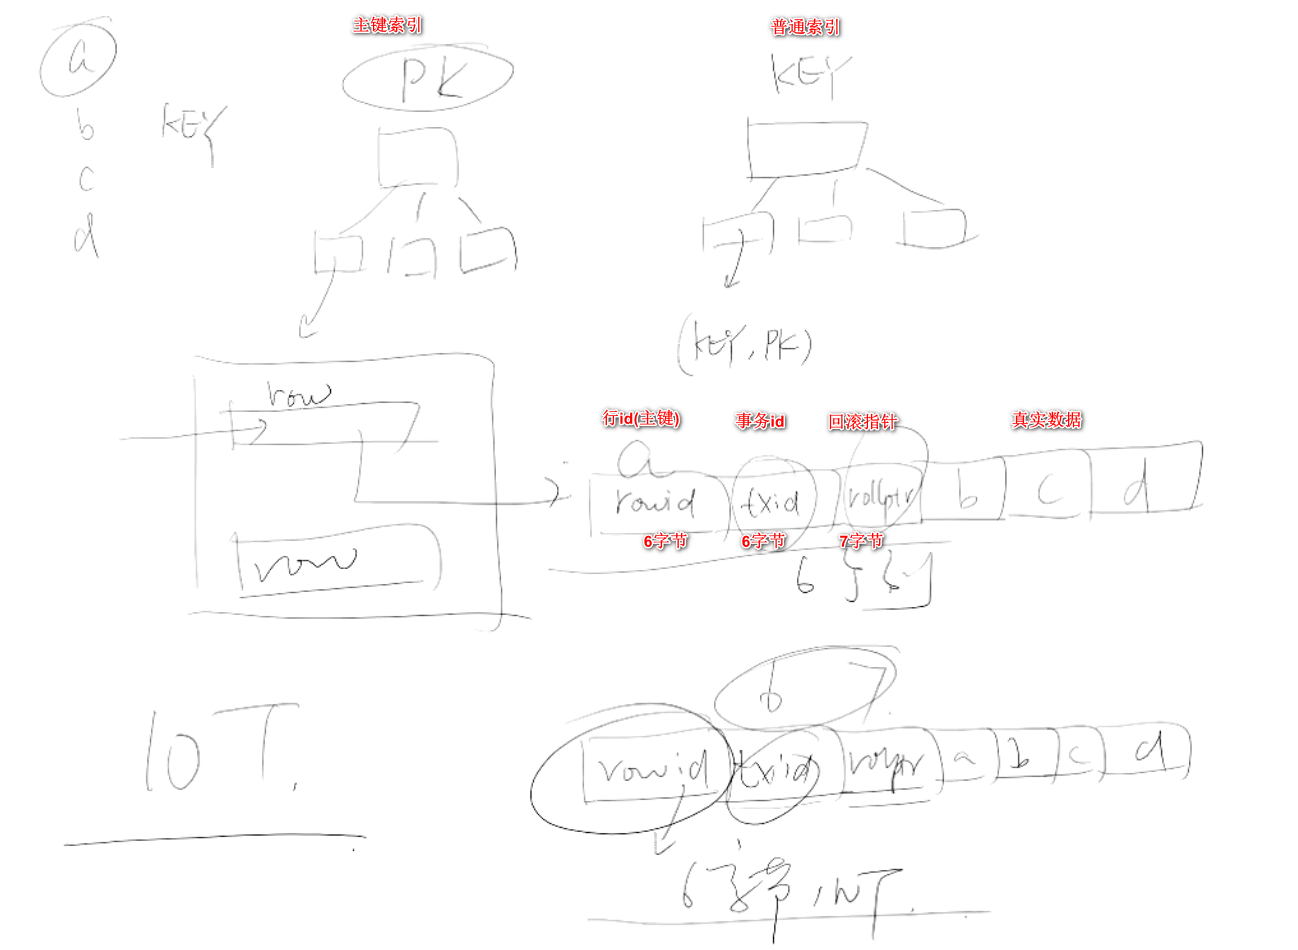 主键索引
普通索引
a
PK
KEY
b
KEY
c
d
(KEY, PK)
row
行id(主键)
事务id
回滚指针
真实数据
a
rowid
txid
rollptr
b
c
d
6字节
6字节
7字节
6
row
6 7
IOT.
rowid
txid
rollptr
a
b
c
d
6字节, INT.